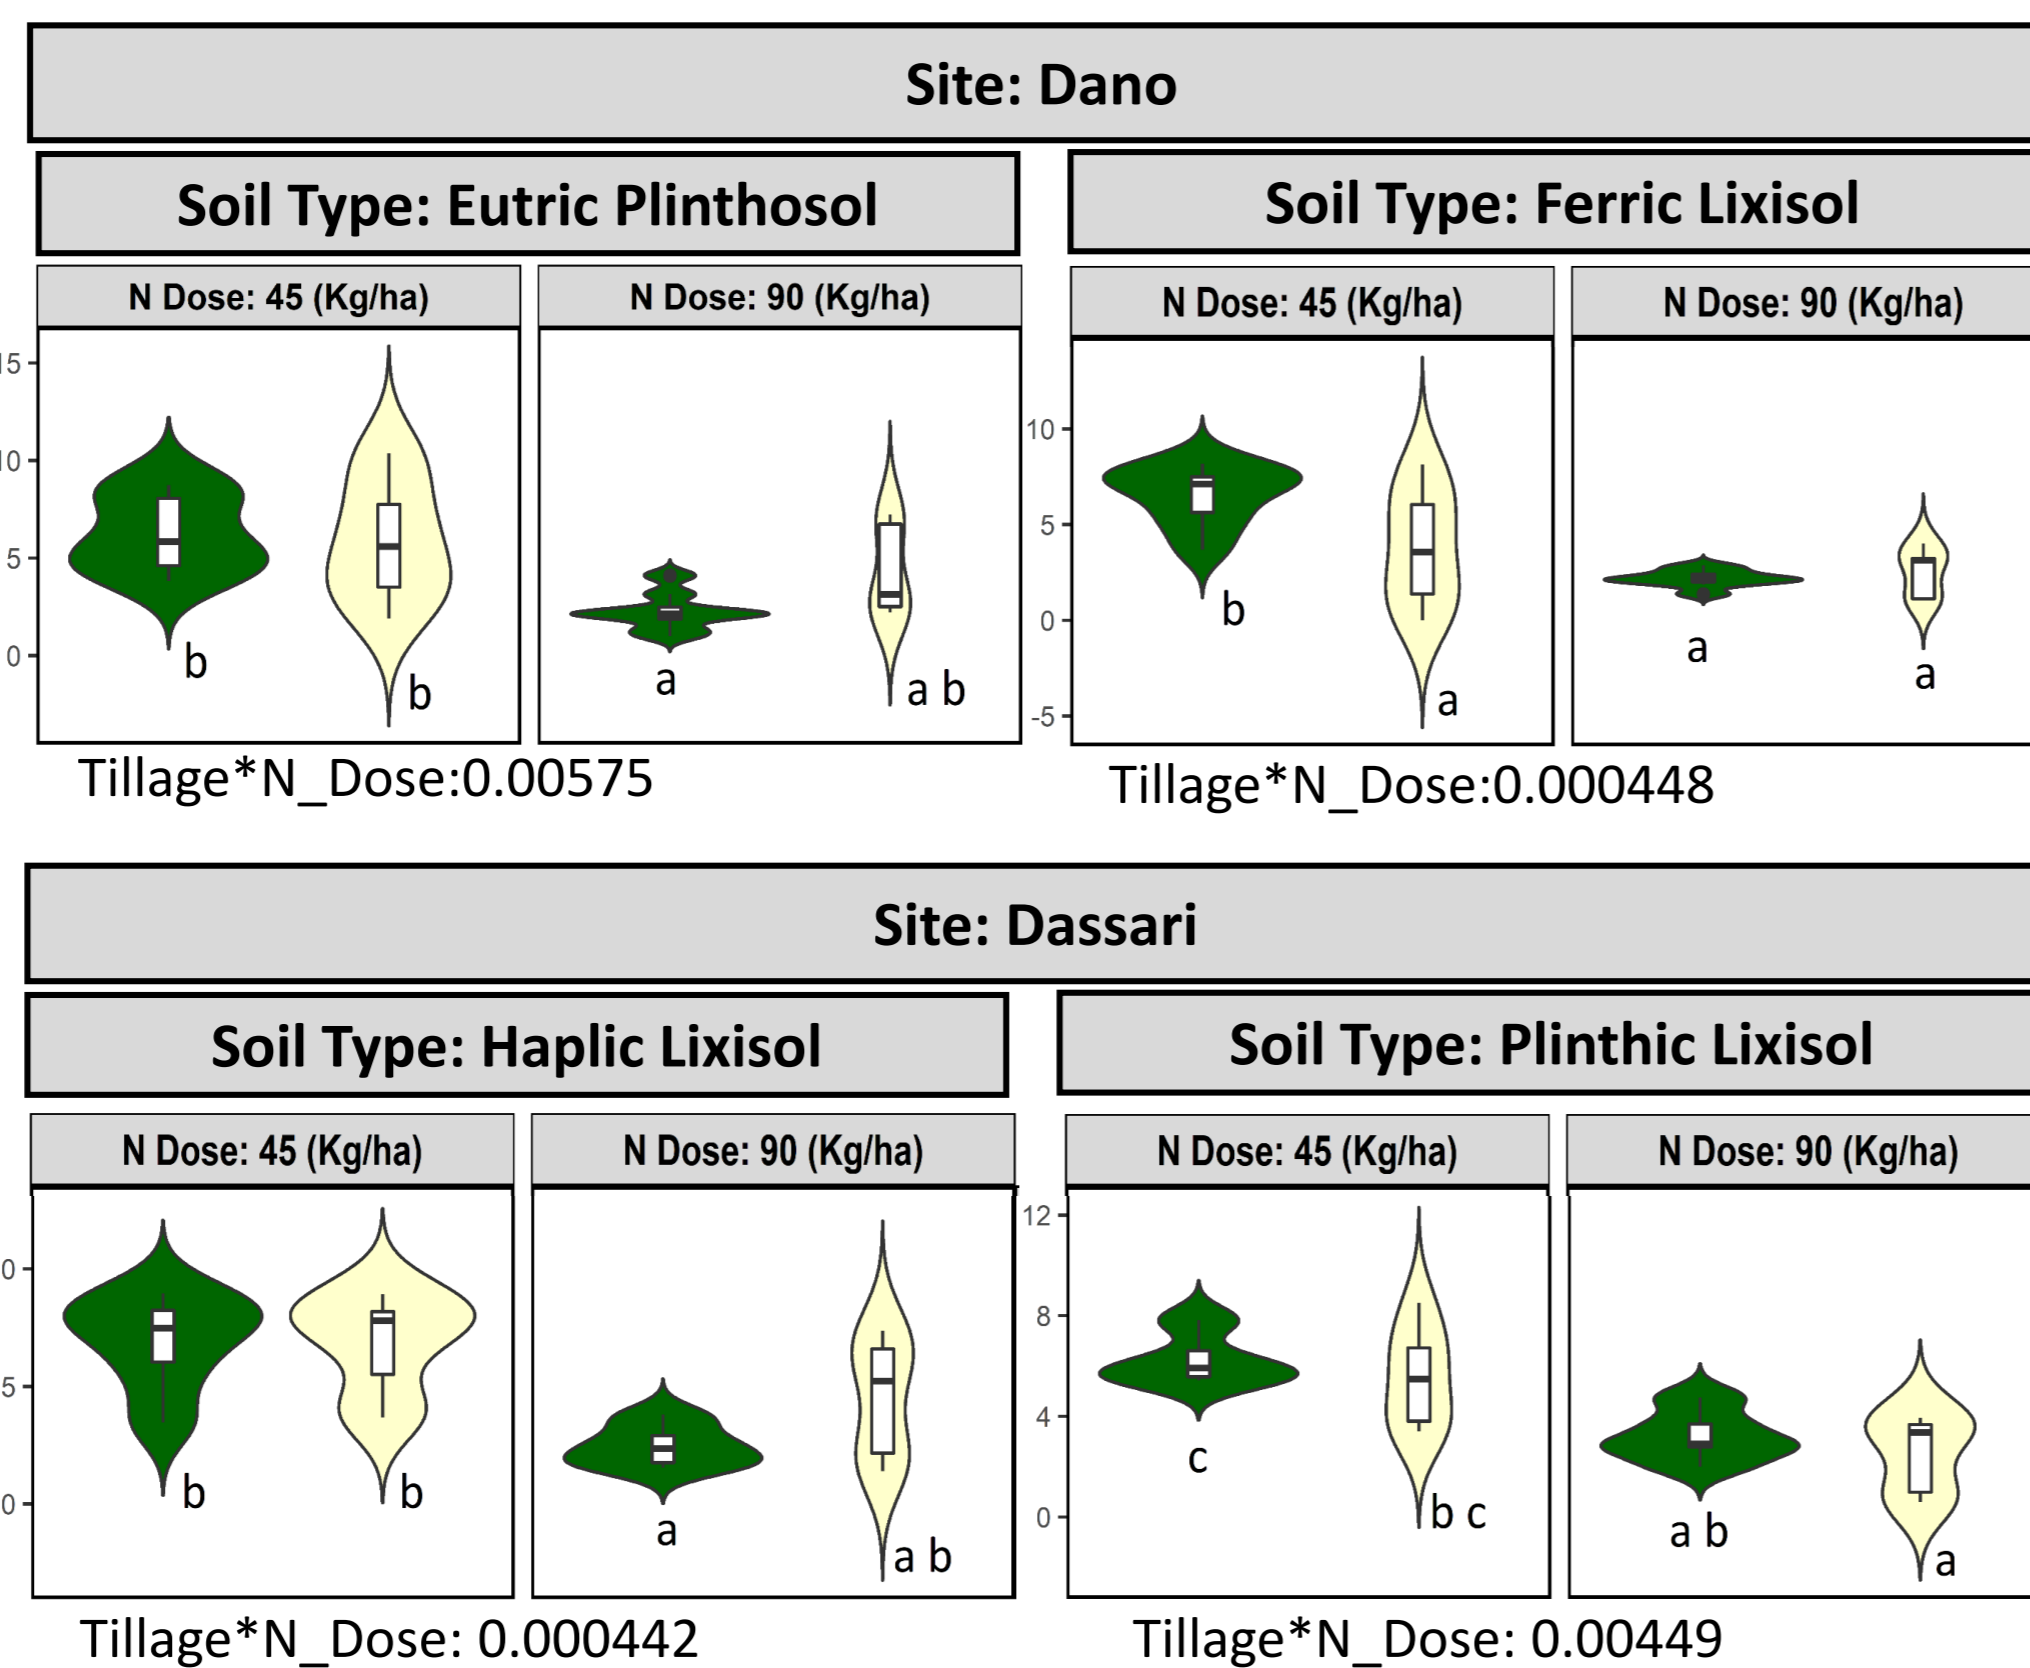 Site: Dano
Soil Type: Eutric Plinthosol
Soil Type: Ferric Lixisol
N Dose: 45 (Kg/ha)
N Dose: 90 (Kg/ha)
N Dose: 45 (Kg/ha)
N Dose: 90 (Kg/ha)
15
10
5
0
b
b
a
a b
10
5
0
-5
b
a
a
a
Tillage*N_Dose:0.00575
Tillage*N_Dose:0.000448
Site: Dassari
Soil Type: Haplic Lixisol
Soil Type: Plinthic Lixisol
N Dose: 45 (Kg/ha)
N Dose: 90 (Kg/ha)
N Dose: 45 (Kg/ha)
N Dose: 90 (Kg/ha)
0
5
0
b
b
a
a b
12
8
4
0
c
b c
a b
a
Tillage*N_Dose: 0.000442
Tillage*N_Dose: 0.00449